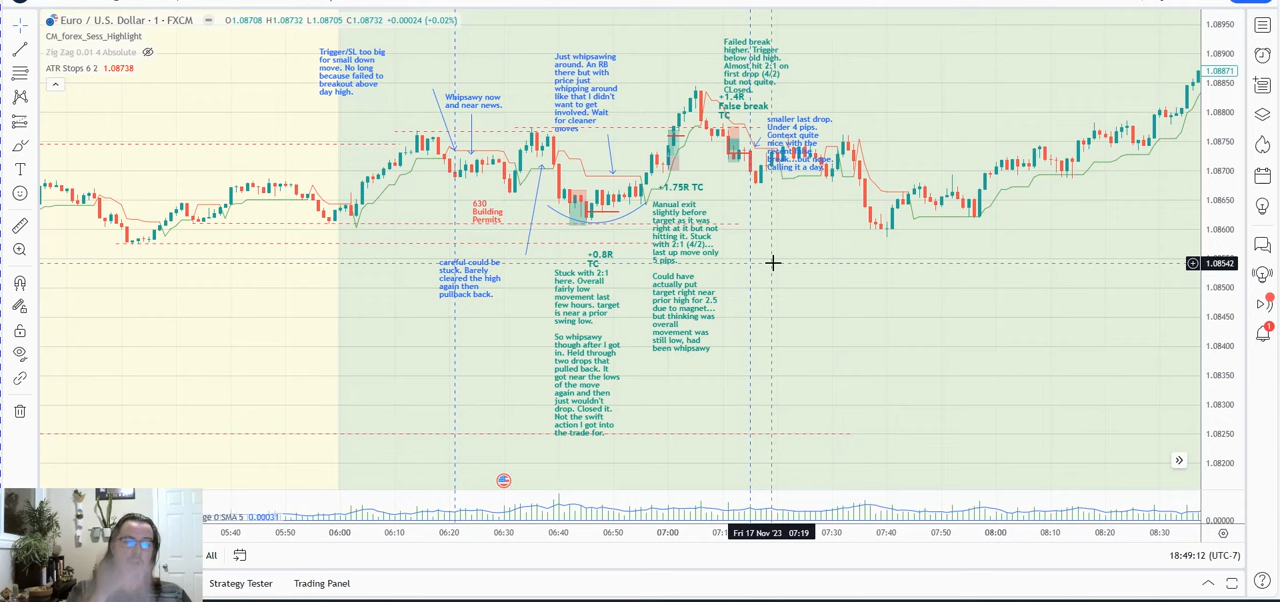 Euro / U.S. Dollar · 1 · FXCM
O1.08708 H1.08732 L1.08705 C1.08732 +0.00024 (+0.02%)
CM_forex_Sess_Highlight
Zig Zag 0.01 4 Absolute
ATR Stops 6 2 1.08738
Trigger/SL too big
for small down
move. No long
because failed to
breakout above
day high.
Whipsawy now
and near news.
Just whipsawing
around. An RB
there but with
price just
whipping around
like that I didn't
want to get
involved. Wait
for cleaner
moves
Failed break
higher. Trigger
below old high.
Almost hit 2:1 on
first drop (4/2)
but not quite.
CLosed.
+1.4R
False break
TC
smaller last drop.
Under 4 pips.
Context quite
nice with the
break...but nope.
Calling it a day.
630
Building
Permits
careful could be
stuck. Barely
cleared the high
again then
pullback back.
+0.8R
TC
Stuck with 2:1
here. Overall
fairly low
movement last
few hours. target
is near a prior
swing low.
So whipsawy
though after I got
in. Held through
two drops that
pulled back. It
got near the lows
of the move
again and then
just wouldn't
drop. Closed it.
Not the swift
action I got into
the trade for.
+1.75R TC
Manual exit
slightly before
target as it was
right at it but not
hitting it. Stuck
with 2:1 (4/2)...
last up move only
5 pips.
Could have
actually put
target right near
prior high for 2.5
due to magnet...
but thinking was
overall
movement was
still low, had
been whipsawy
1.08950
1.08900
1.08871
1.08850
1.08800
1.08750
1.08700
1.08650
1.08600
1.08542
1.08500
1.08450
1.08400
1.08350
1.08300
1.08250
1.08200
0.00000
ge 0 SMA 5 0.00031
05:40 05:50 06:00 06:10 06:20 06:30 06:40 06:50 07:00 07:1 Fri 17 Nov '23 07:19 07:30 07:40 07:50 08:00 08:10 08:20 08:30
All
18:49:12 (UTC-7)
Strategy Tester Trading Panel
1